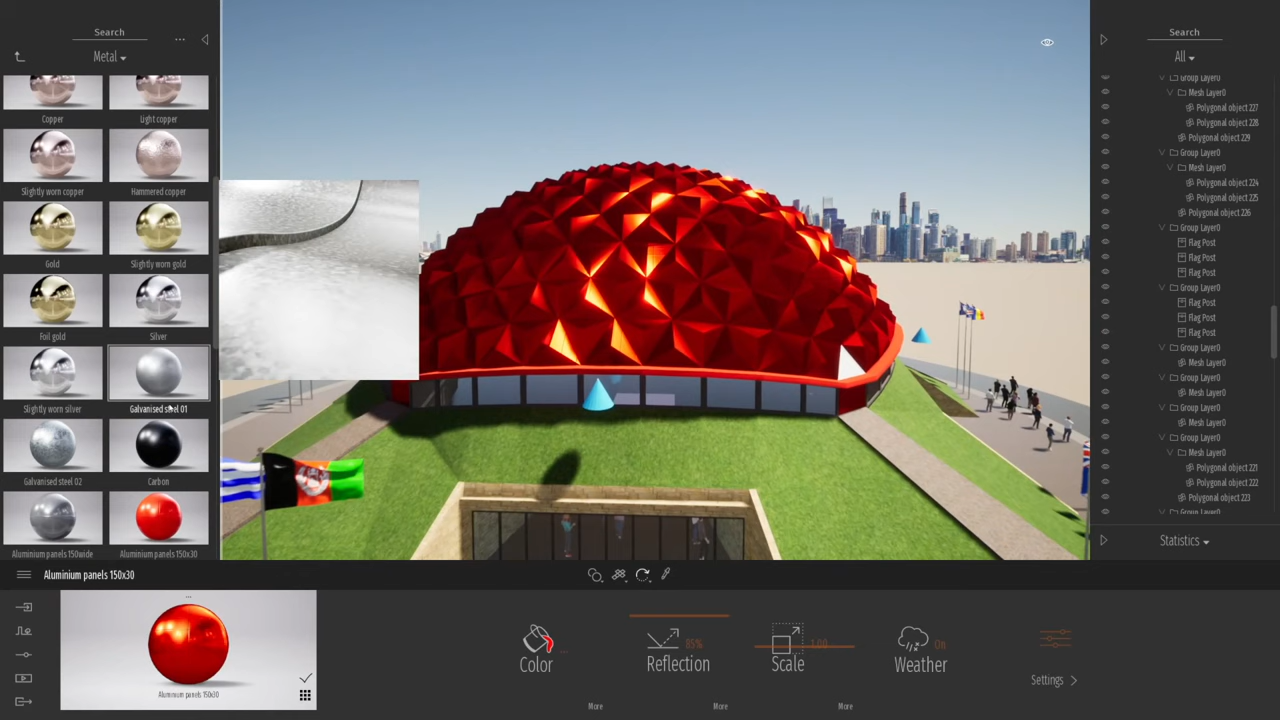 Search
...
Metal
Copper
Light copper
Slightly worn copper
Hammered copper
Gold
Slightly worn gold
Foil gold
Silver
Slightly worn silver
Galvanised steel 01
Galvanised steel 02
Carbon
Aluminium panels 150wide
Aluminium panels 150x30
Search
All
Group Layer0
Mesh Layer0
Polygonal object 227
Polygonal object 228
Polygonal object 229
Group Layer0
Mesh Layer0
Polygonal object 224
Polygonal object 225
Polygonal object 226
Group Layer0
Flag Post
Flag Post
Flag Post
Group Layer0
Flag Post
Flag Post
Flag Post
Group Layer0
Mesh Layer0
Group Layer0
Mesh Layer0
Group Layer0
Mesh Layer0
Group Layer0
Mesh Layer0
Polygonal object 221
Polygonal object 222
Polygonal object 223
Group Layer0
Statistics
Aluminium panels 150x30
...
Aluminium panels 150x30
Color
...
Reflection
85%
Scale
1.00
Weather
On
Settings
More
More
More